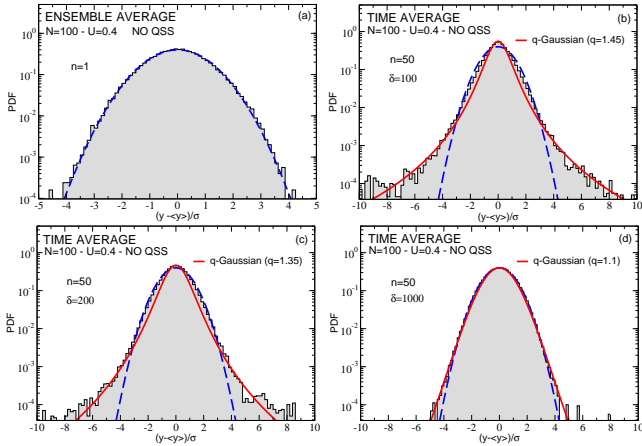 ENSEMBLE AVERAGE (a)
N=100 - U=0.4 NO QSS
n=1
PDF
10^0
10^-1
10^-2
10^-3
10^-4
-5 -4 -3 -2 -1 0 1 2 3 4 5
(y -<y>)/σ
TIME AVERAGE (b)
N=100 - U=0.4 - NO QSS
q-Gaussian (q=1.45)
n=50
δ=100
PDF
10^0
10^-1
10^-2
10^-3
10^-4
-10 -8 -6 -4 -2 0 2 4 6 8 10
(y-<y>)/σ
TIME AVERAGE (c)
N=100 - U=0.4 - NO QSS
q-Gaussian (q=1.35)
n=50
δ=200
PDF
10^0
10^-1
10^-2
10^-3
10^-4
-10 -8 -6 -4 -2 0 2 4 6 8 10
(y-<y>)/σ
TIME AVERAGE (d)
N=100 - U=0.4 - NO QSS
q-Gaussian (q=1.1)
n=50
δ=1000
PDF
10^0
10^-1
10^-2
10^-3
10^-4
-10 -8 -6 -4 -2 0 2 4 6 8 10
(y-<y>)/σ